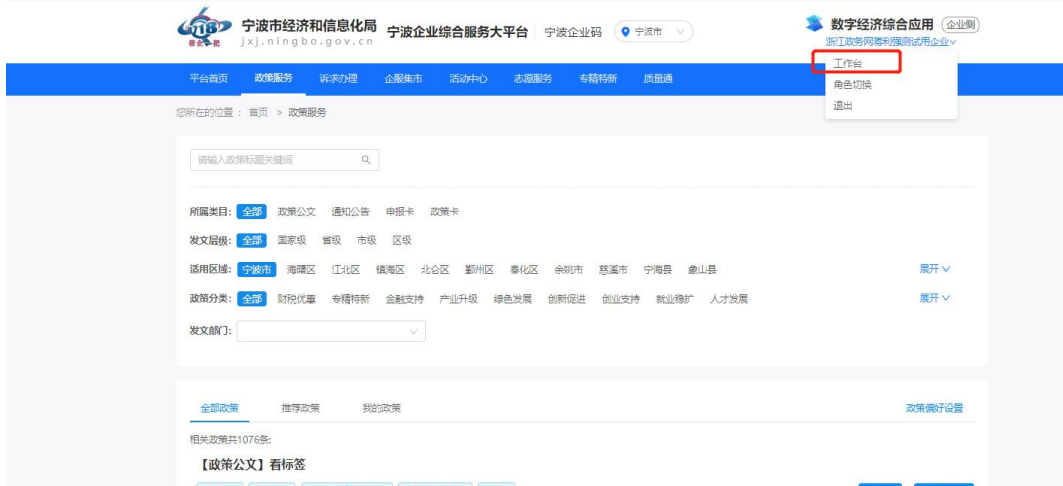 8718 宁波市经济和信息化局 宁波企业综合服务大平台 宁波企业码 宁波市 数字经济综合应用 企业侧
帮企一把 jxj.ningbo.gov.cn 浙江政务网蒋利强测试用企业
工作台
平台首页 政策服务 诉求办理 企服集市 活动中心 志愿服务 专精特新 质量通
角色切换
您所在的位置： 首页 > 政策服务
退出
请输入政策标题关键词
所属类目: 全部 政策公文 通知公告 申报卡 政策卡
发文层级: 全部 国家级 省级 市级 区级
适用区域: 宁波市 海曙区 江北区 镇海区 北仑区 鄞州区 奉化区 余姚市 慈溪市 宁海县 象山县 展开
政策分类: 全部 财税优惠 专精特新 金融支持 产业升级 绿色发展 创新促进 创业支持 就业稳扩 人才发展 展开
发文部门:
全部政策 推荐政策 我的政策 政策偏好设置
相关政策共1076条:
【政策公文】看标签